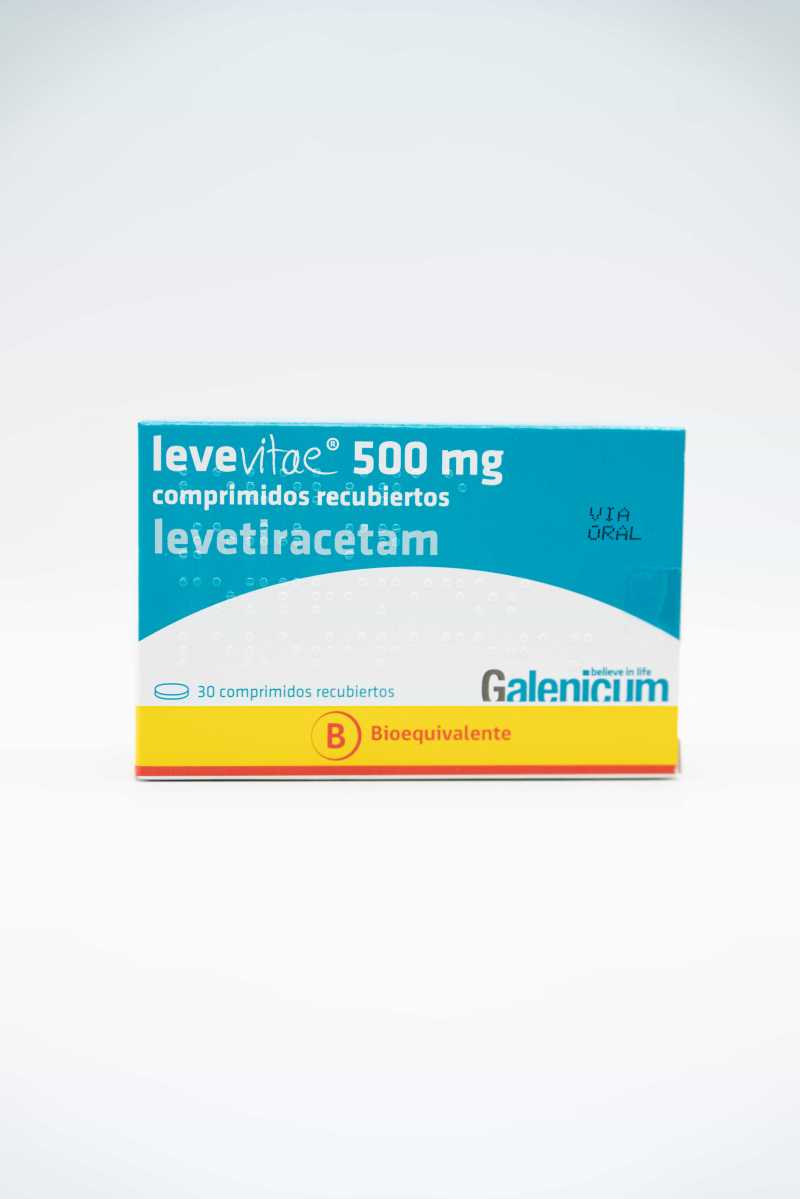 levevitae® 500 mg
comprimidos recubiertos
levetiracetam
VIA
ORAL
30 comprimidos recubiertos
believe in life
Galenicum
B Bioequivalente